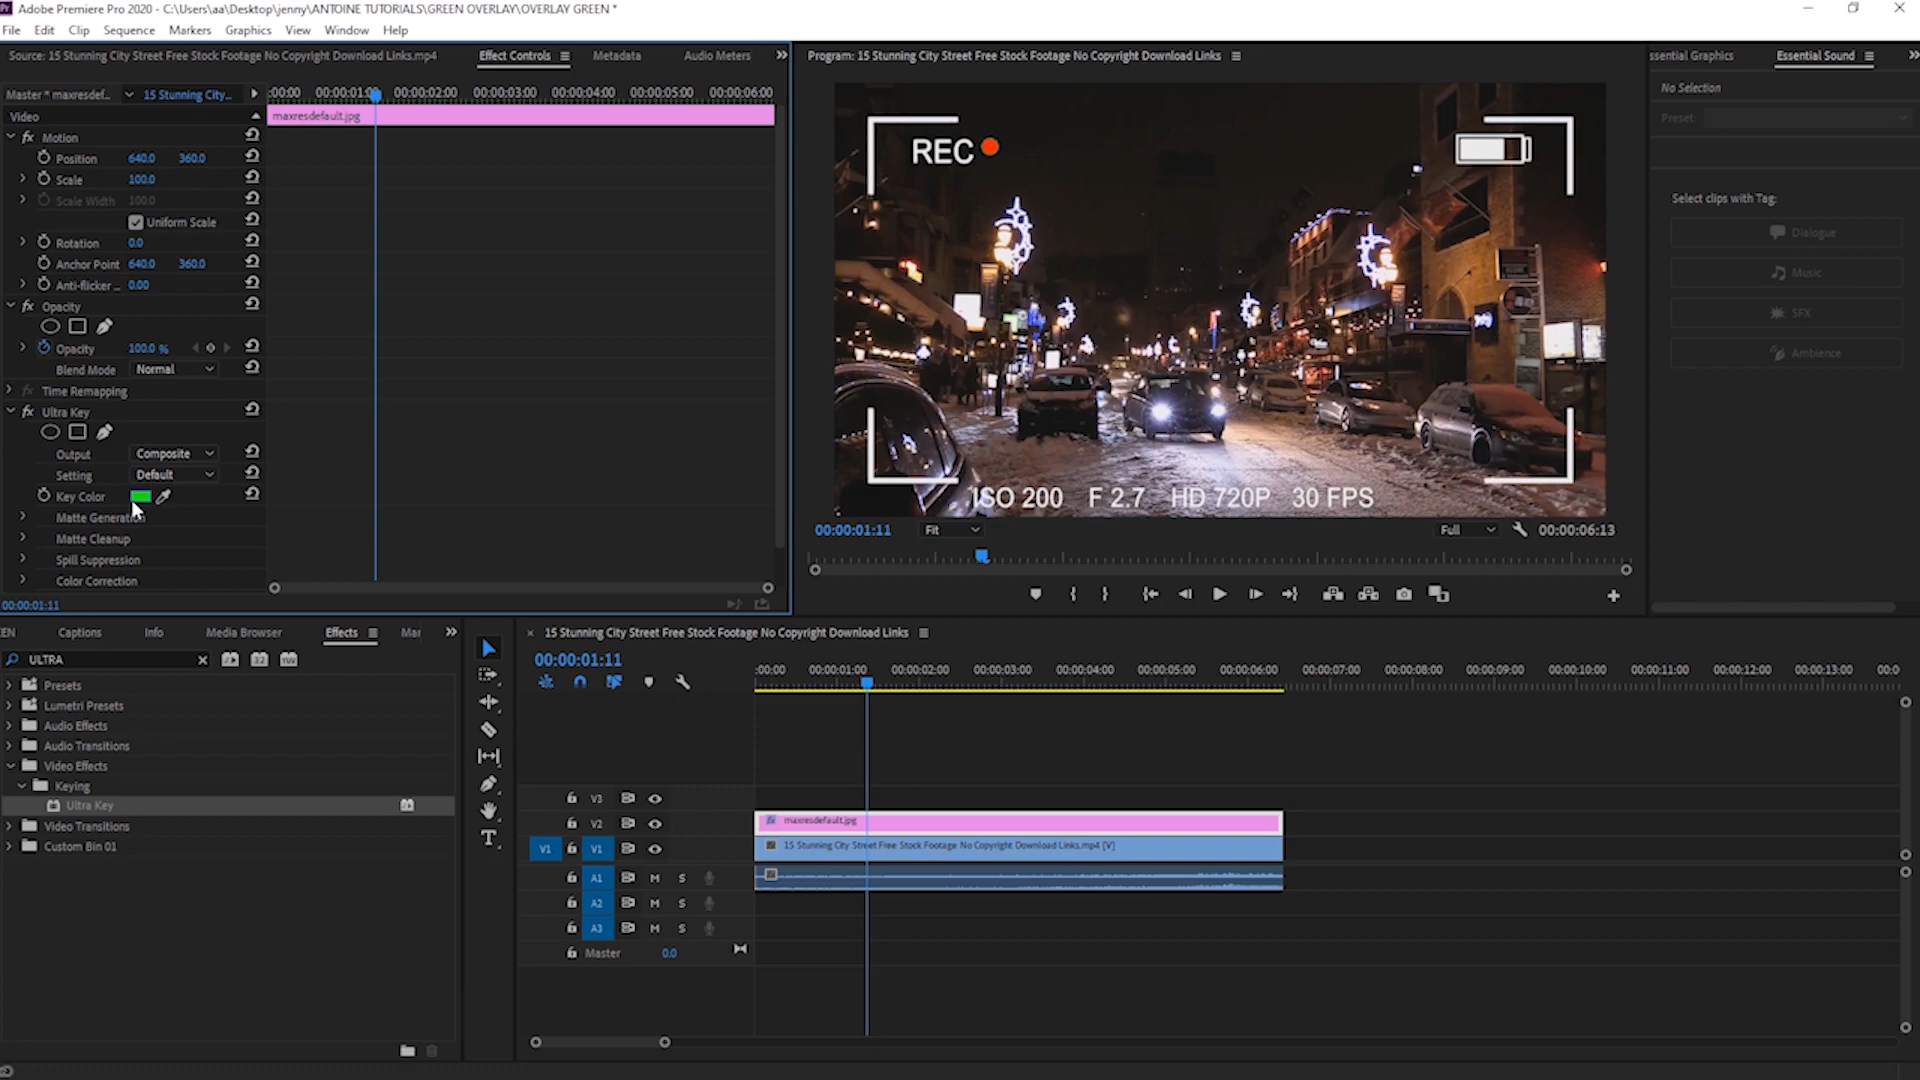 Adobe Premiere Pro 2020 - C:\Users\aa\Desktop\jenny\ANTOINE TUTORIALS\GREEN OVERLAY\OVERLAY GREEN *
File Edit Clip Sequence Markers Graphics View Window Help
Source: 15 Stunning City Street Free Stock Footage No Copyright Download Links.mp4
Effect Controls
Metadata
Audio Meters
Master * maxresdef...
15 Stunning City...
:00:00 00:00:01:00 00:00:02:00 00:00:03:00 00:00:04:00 00:00:05:00 00:00:06:00
Video
maxresdefault.jpg
fx Motion
Position 640.0 360.0
Scale 100.0
Scale Width 100.0
Uniform Scale
Rotation 0.0
Anchor Point 640.0 360.0
Anti-flicker ... 0.00
fx Opacity
Opacity 100.0 %
Blend Mode Normal
fx Time Remapping
fx Ultra Key
Output Composite
Setting Default
Key Color
Matte Generation
Matte Cleanup
Spill Suppression
Color Correction
00:00:01:11
Program: 15 Stunning City Street Free Stock Footage No Copyright Download Links
REC
ISO 200 F 2.7 HD 720P 30 FPS
00:00:01:11 Fit Full 00:00:06:13
ssential Graphics
Essential Sound
No Selection
Preset:
Select clips with Tag:
Dialogue
Music
SFX
Ambience
EN Captions Info Media Browser Effects Mar
ULTRA
32
YUV
Presets
Lumetri Presets
Audio Effects
Audio Transitions
Video Effects
Keying
Ultra Key
Video Transitions
Custom Bin 01
T
× 15 Stunning City Street Free Stock Footage No Copyright Download Links
00:00:01:11
:00:00 00:00:01:00 00:00:02:00 00:00:03:00 00:00:04:00 00:00:05:00 00:00:06:00 00:00:07:00 00:00:08:00 00:00:09:00 00:00:10:00 00:00:11:00 00:00:12:00 00:00:13:00 00:0
V3
V2
fx maxresdefault.jpg
V1 V1
15 Stunning City Street Free Stock Footage No Copyright Download Links.mp4 [V]
A1 M S
A2 M S
A3 M S
Master 0.0